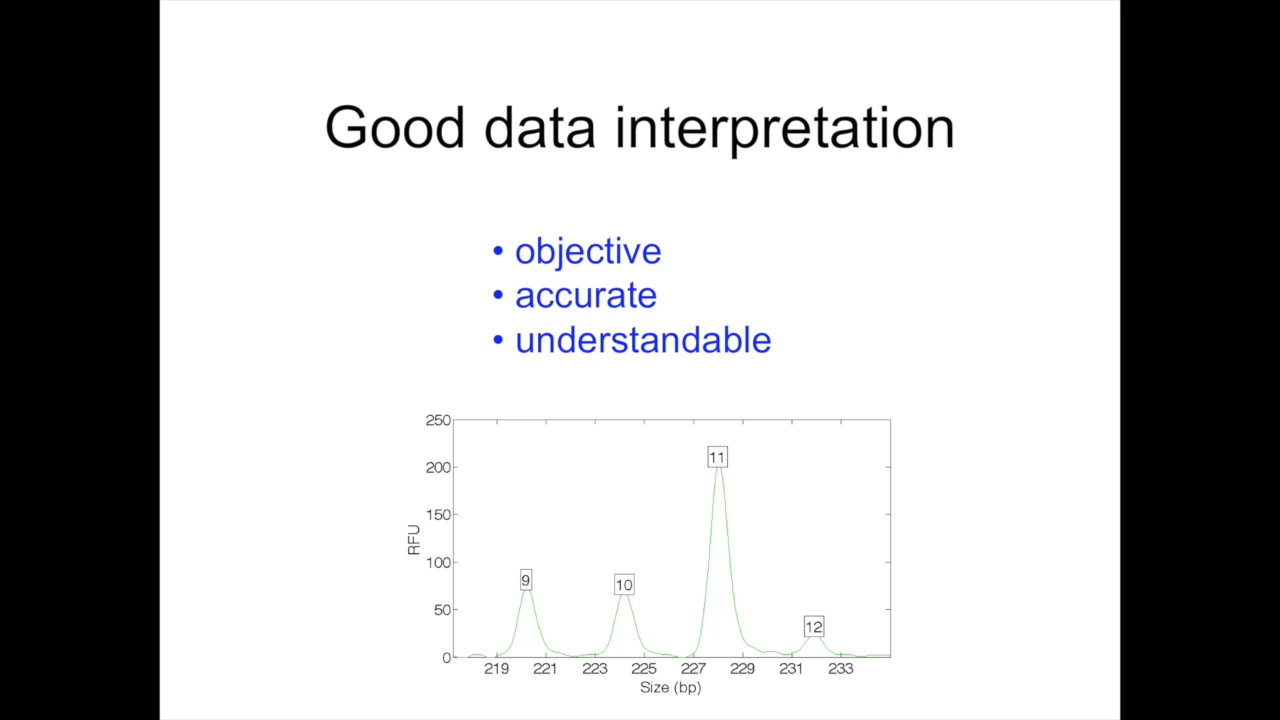 Good data interpretation
• objective
• accurate
• understandable
250
200
150
100
50
0
RFU
9
10
11
12
219 221 223 225 227 229 231 233
Size (bp)